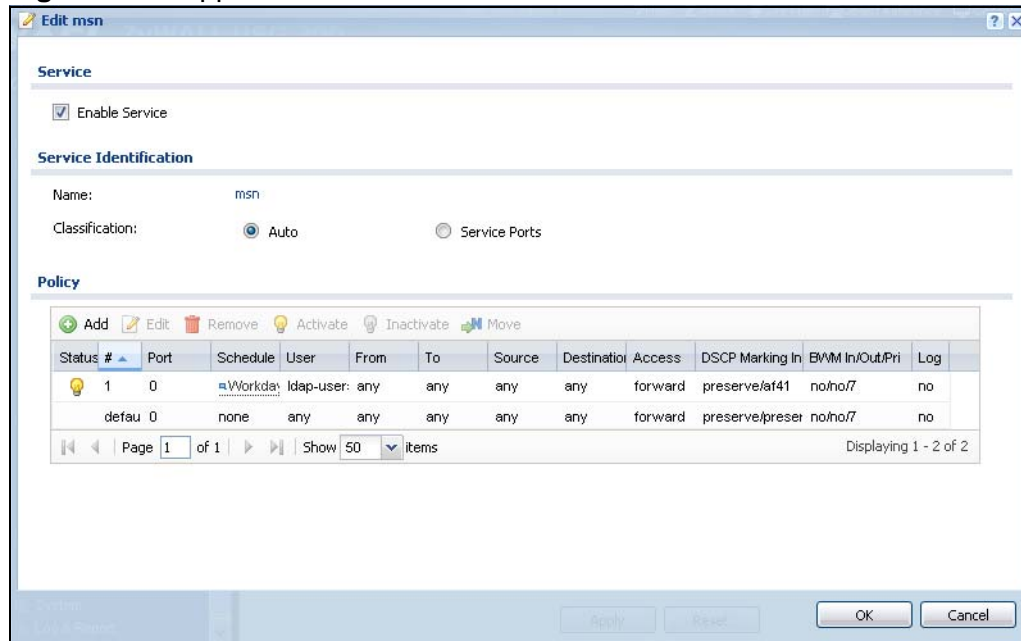 Edit msn
Service
Enable Service
Service Identification
Name: msn
Classification: Auto Service Ports
Policy
Add Edit Remove Activate Inactivate Move
Status # Port Schedule User From To Source Destination Access DSCP Marking In BWM In/Out/Pri Log
1 0 Workday ldap-user: any any any any forward preserve/af41 no/no/7 no
defau 0 none any any any any any forward preserve/preser no/no/7 no
Page 1 of 1 Show 50 items Displaying 1 - 2 of 2
System
Log & Report
Apply Reset OK Cancel